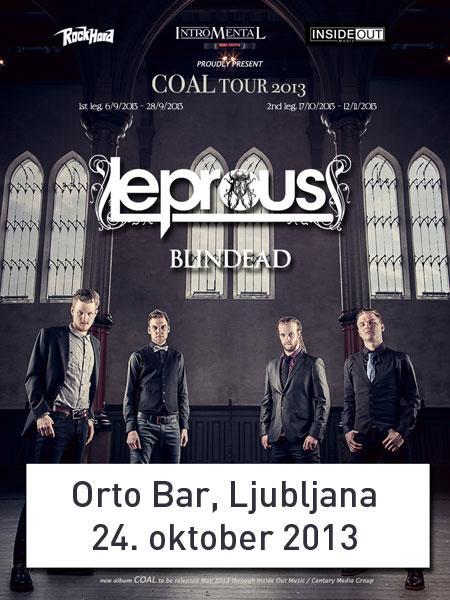 RockHard
INTROMENTAL
INSIDEOUT
MUSIC
PROUDLY PRESENT
COAL TOUR 2013
1st leg. 6/9/2013 - 28/9/2013
2nd leg. 17/10/2013 - 12/11/2013
leprous
BLINDEAD
Orto Bar, Ljubljana
24. oktober 2013
new album COAL to be released May 2013 through Inside Out Music / Century Media Group